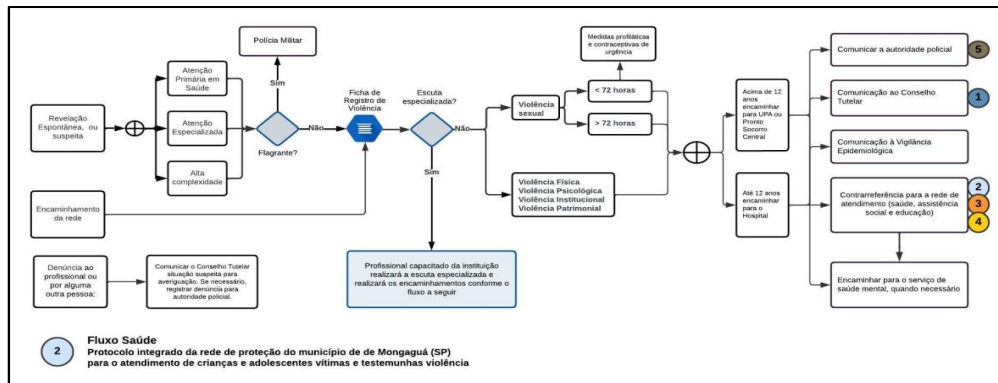 Revelação
Espontânea, ou
suspeita
Encaminhamento
da rede
Denúncia ao
profissional ou
por alguma
outra pessoa:
Comunicar o Conselho Tutelar
situação suspeita para
averiguação. Se necessário,
registrar denúncia para
autoridade policial.
Atenção
Primária em
Saúde
Atenção
Especializada
Alta
complexidade
Polícia Militar
Sim
Flagrante?
Não
Ficha de
Registro de
Violência
Escuta
especializada?
Não
Sim
Profissional capacitado da instituição
realizará a escuta especializada e
realizará os encaminhamentos conforme o
fluxo a seguir
Violência
sexual
Medidas profiláticas
e contraceptivas de
urgência
< 72 horas
> 72 horas
Violência Física
Violência Psicológica
Violência Institucional
Violência Patrimonial
Acima de 12
anos
encaminhar
para UPA ou
Pronto
Socorro
Central
Até 12 anos
encaminhar
para o
Hospital
Comunicar a autoridade policial
5
Comunicação ao Conselho
Tutelar
1
Comunicação à Vigilância
Epidemiológica
Contrarreferência para a rede de
atendimento (saúde, assistência
social e educação)
2
3
4
Encaminhar para o serviço de
saúde mental, quando necessário
2
Fluxo Saúde
Protocolo integrado da rede de proteção do município de de Mongaguá (SP)
para o atendimento de crianças e adolescentes vítimas e testemunhas violência